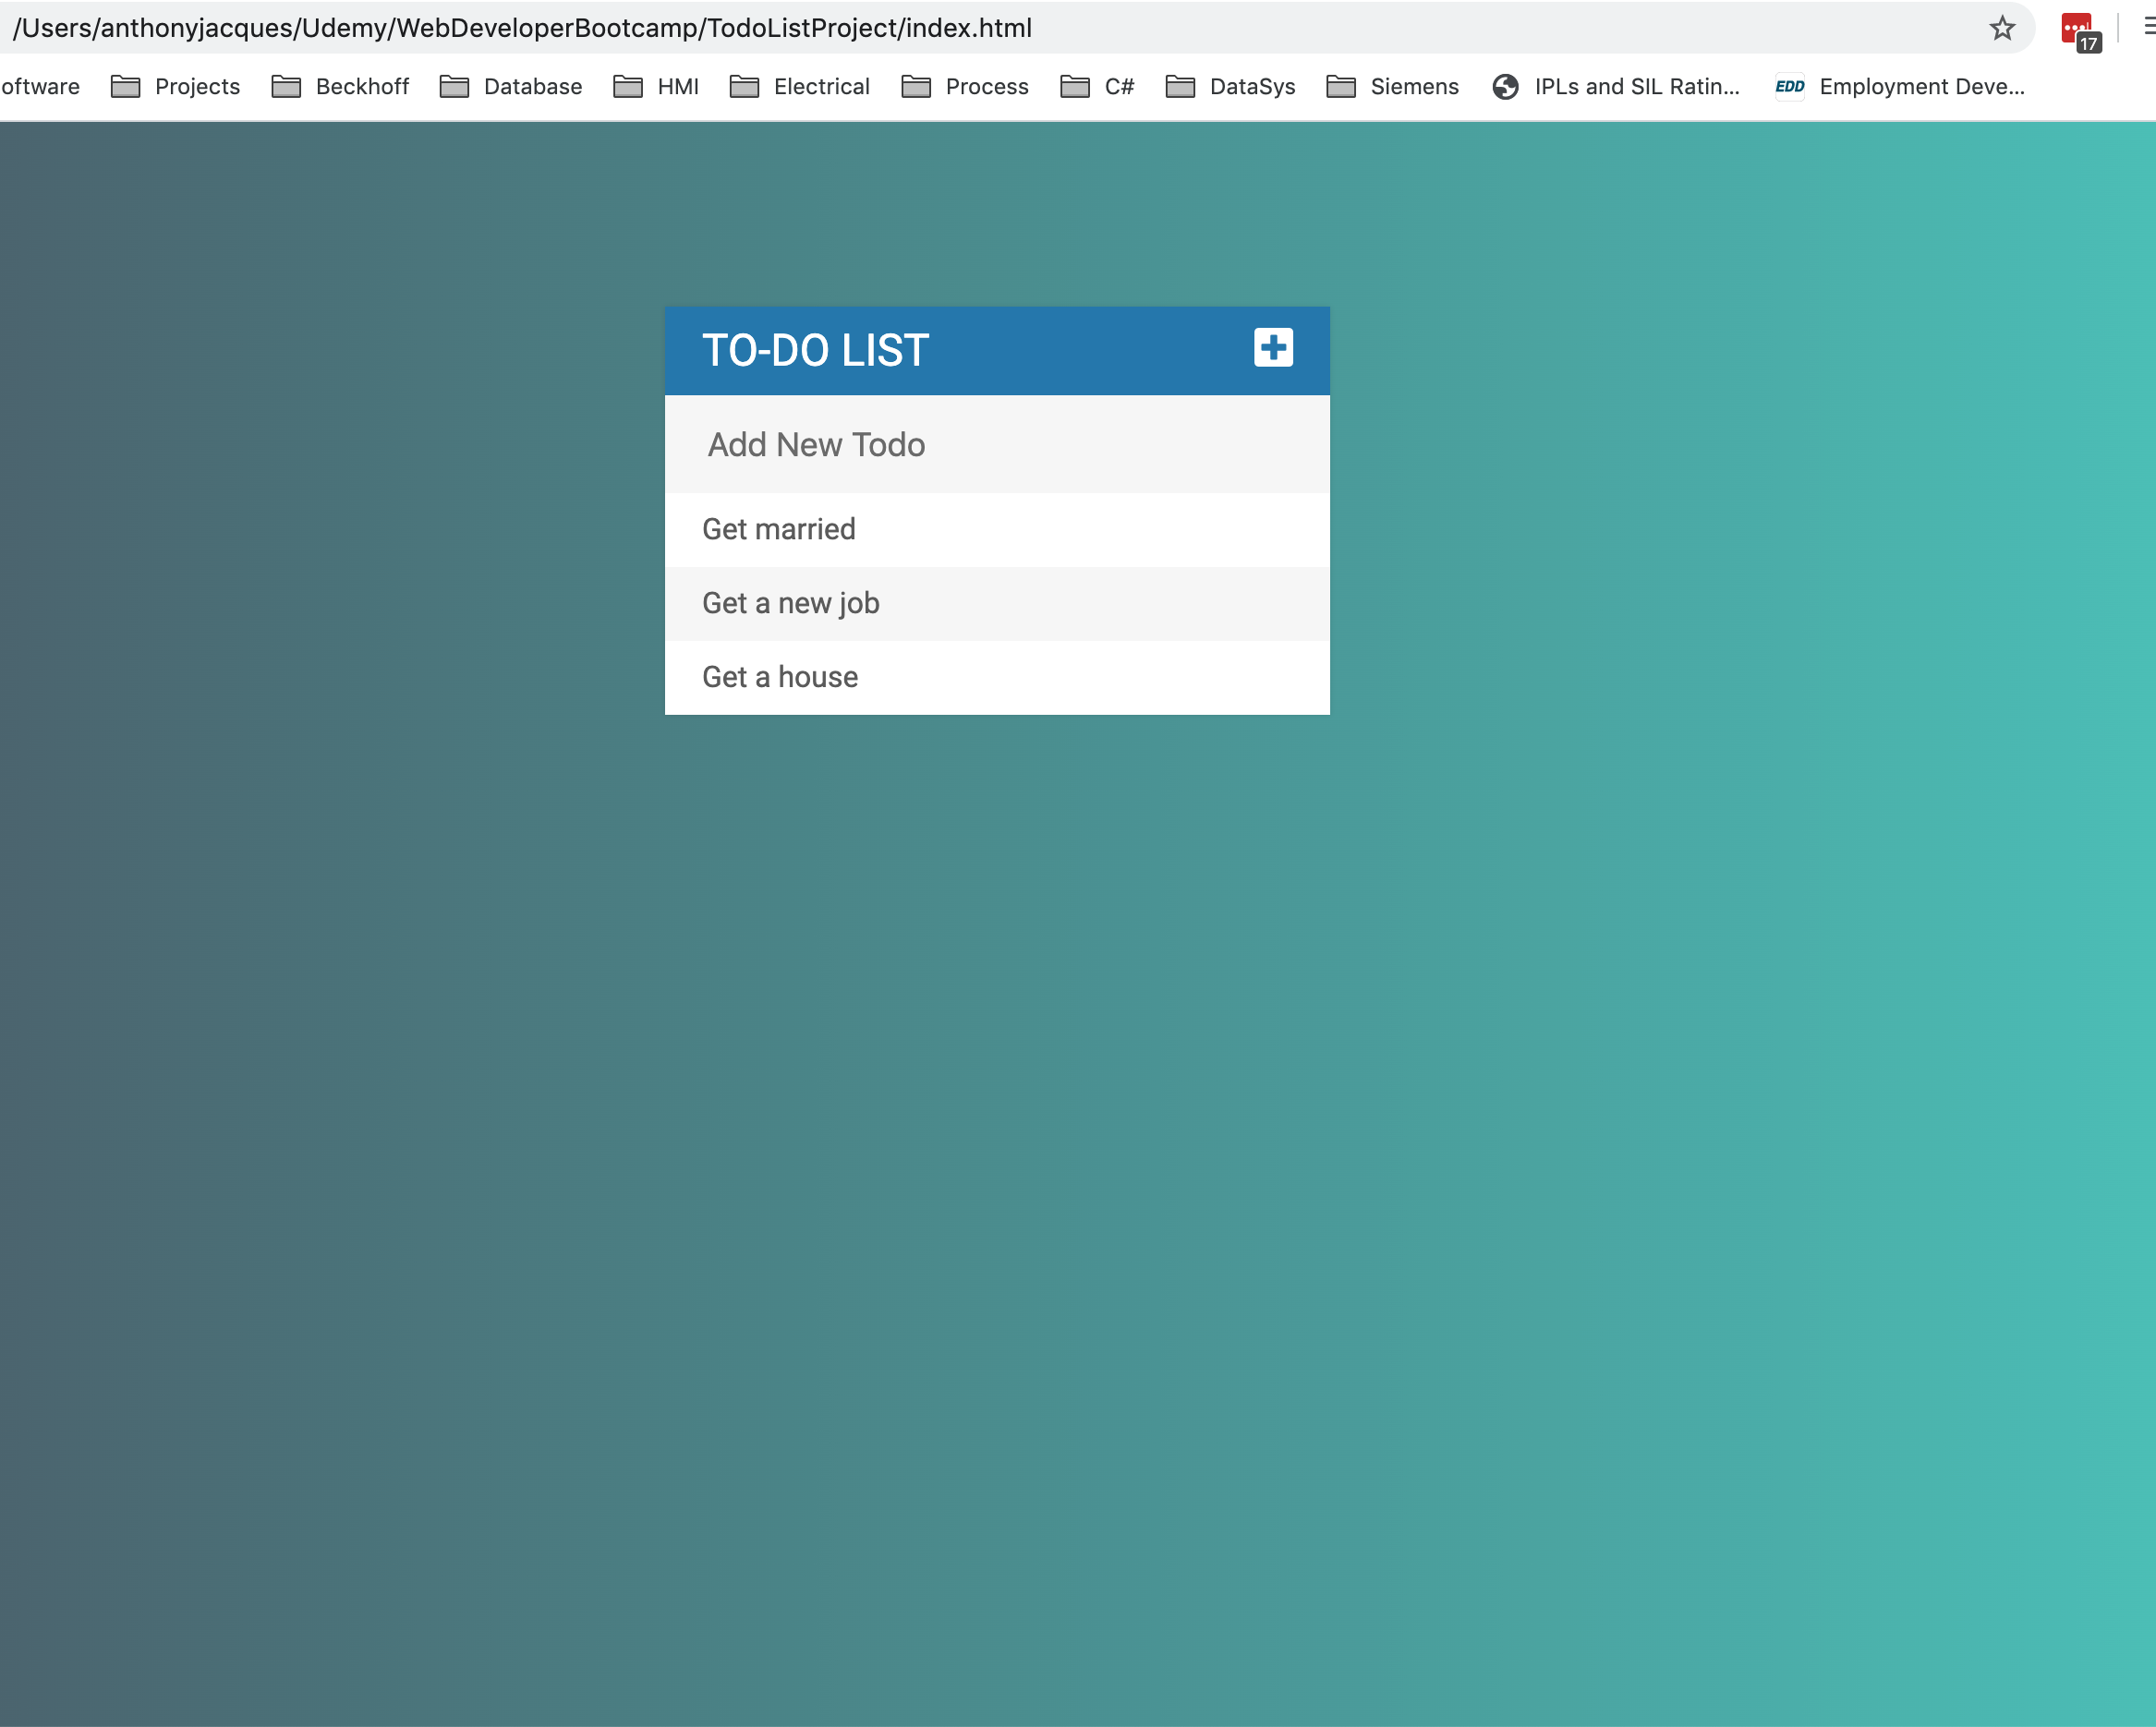 /Users/anthonyjacques/Udemy/WebDeveloperBootcamp/TodoListProject/index.html
17
oftware Projects Beckhoff Database HMI Electrical Process C# DataSys Siemens IPLs and SIL Ratin... EDD Employment Deve...
TO-DO LIST
Add New Todo
Get married
Get a new job
Get a house